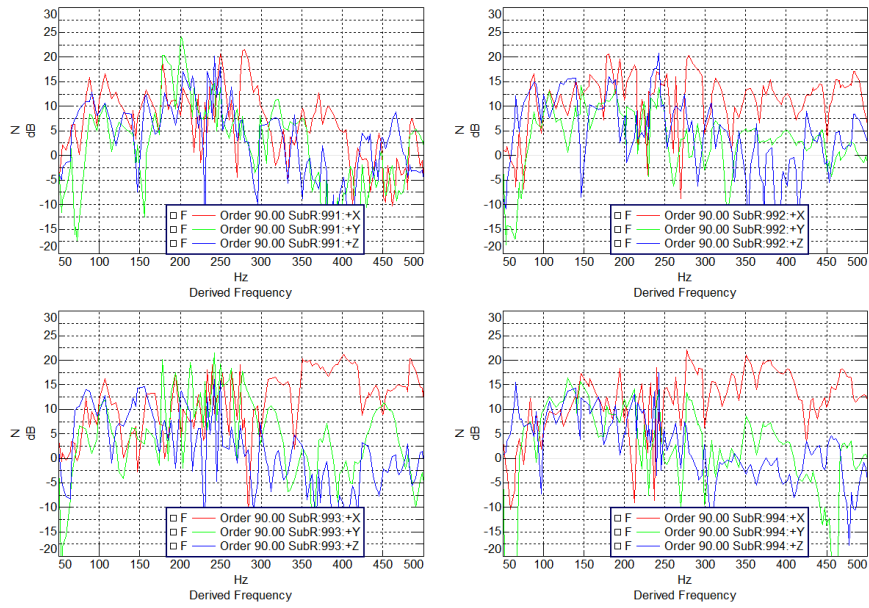 30
25
20
15
10
5
0
-5
-10
-20
N
dB
□ F Order 90.00 SubR:991:+X
□ F Order 90.00 SubR:991:+Y
□ F Order 90.00 SubR:991:+Z
50 100 150 200 250 300 350 400 450 500
Hz
Derived Frequency
30
25
20
15
10
5
0
-5
-10
-15
-20
N
dB
□ F Order 90.00 SubR:992:+X
□ F Order 90.00 SubR:992:+Y
□ F Order 90.00 SubR:992:+Z
50 100 150 200 250 300 350 400 450 500
Hz
Derived Frequency
30
25
20
15
10
5
0
-5
-10
-20
N
dB
□ F Order 90.00 SubR:993:+X
□ F Order 90.00 SubR:993:+Y
□ F Order 90.00 SubR:993:+Z
50 100 150 200 250 300 350 400 450 500
Hz
Derived Frequency
30
25
20
15
10
5
0
-5
-10
-15
-20
N
dB
□ F Order 90.00 SubR:994:+X
□ F Order 90.00 SubR:994:+Y
□ F Order 90.00 SubR:994:+Z
50 100 150 200 250 300 350 400 450 500
Hz
Derived Frequency